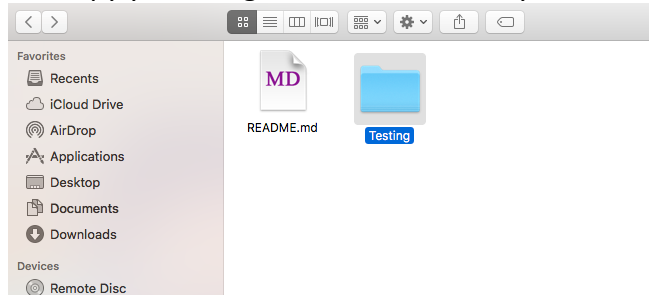 Favorites
Recents
iCloud Drive
AirDrop
Applications
Desktop
Documents
Downloads
Devices
Remote Disc
MD
README.md
Testing